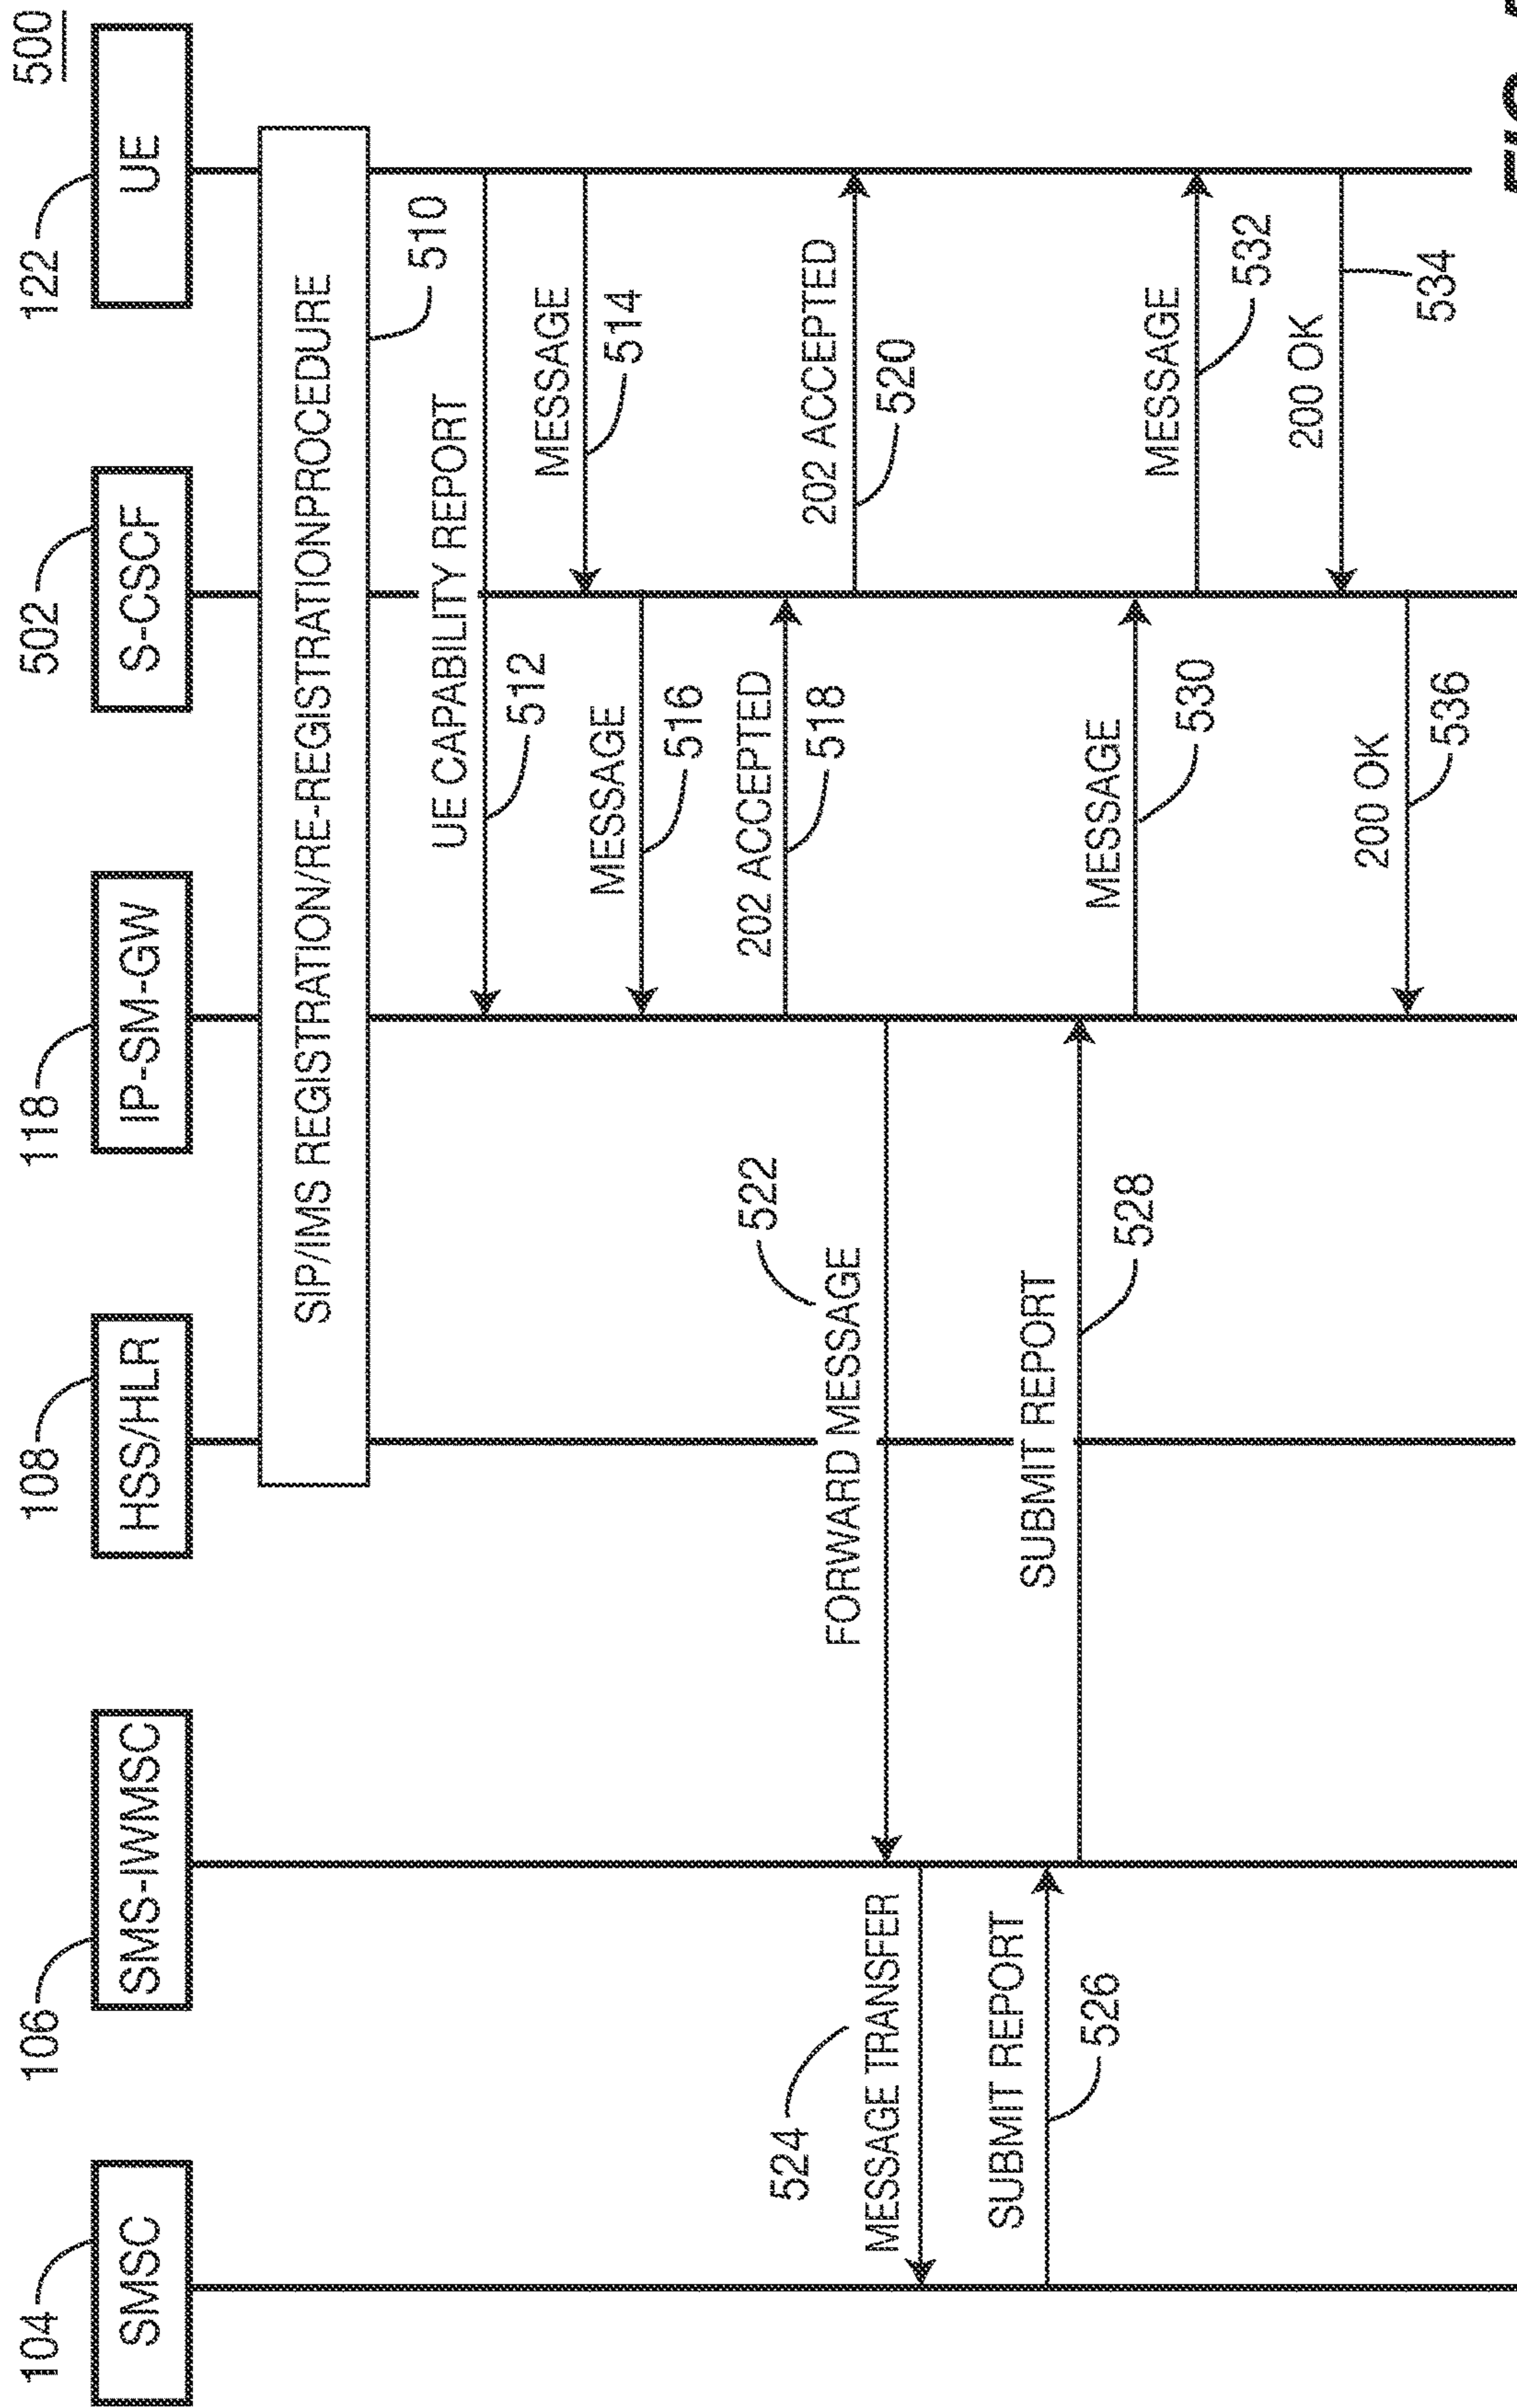 500
104
106
108
118
502
122
SMSC
SMS-IWMSC
HSS/HLR
IP-SM-GW
S-CSCF
UE
SIP/IMS REGISTRATION/RE-REGISTRATIONPROCEDURE
510
UE CAPABILITY REPORT
512
MESSAGE
514
MESSAGE
516
202 ACCEPTED
518
202 ACCEPTED
520
522
FORWARD MESSAGE
524
MESSAGE TRANSFER
SUBMIT REPORT
526
SUBMIT REPORT
528
MESSAGE
530
MESSAGE
532
200 OK
534
200 OK
536